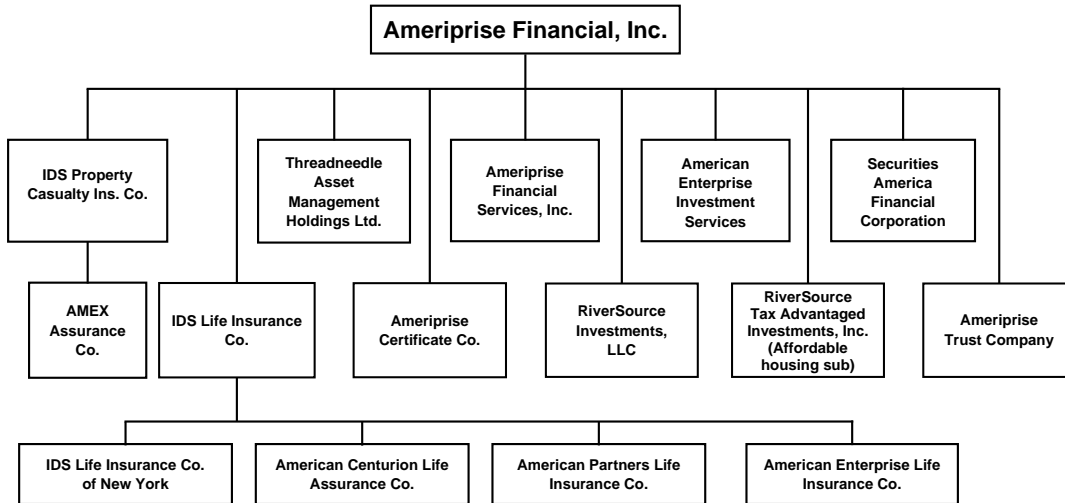 Ameriprise Financial, Inc.
IDS Property
Casualty Ins. Co.
Threadneedle
Asset
Management
Holdings Ltd.
Ameriprise
Financial
Services, Inc.
American
Enterprise
Investment
Services
Securities
America
Financial
Corporation
AMEX
Assurance
Co.
IDS Life Insurance
Co.
Ameriprise
Certificate Co.
RiverSource
Investments,
LLC
RiverSource
Tax Advantaged
Investments, Inc.
(Affordable
housing sub)
Ameriprise
Trust Company
IDS Life Insurance Co.
of New York
American Centurion Life
Assurance Co.
American Partners Life
Insurance Co.
American Enterprise Life
Insurance Co.